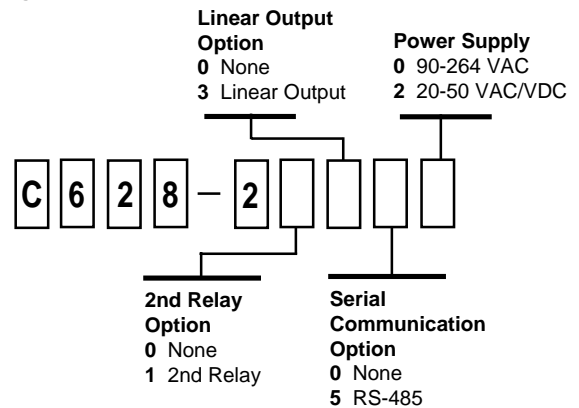 Linear Output
Option
0 None
3 Linear Output
Power Supply
0 90-264 VAC
2 20-50 VAC/VDC
C 6 2 8 – 2
2nd Relay
Option
0 None
1 2nd Relay
Serial
Communication
Option
0 None
5 RS-485